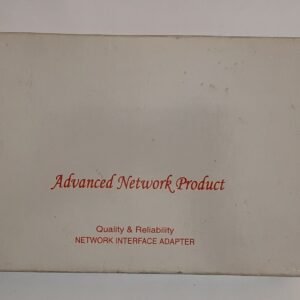 Advanced Network Product
Quality & Reliability
NETWORK INTERFACE ADAPTER